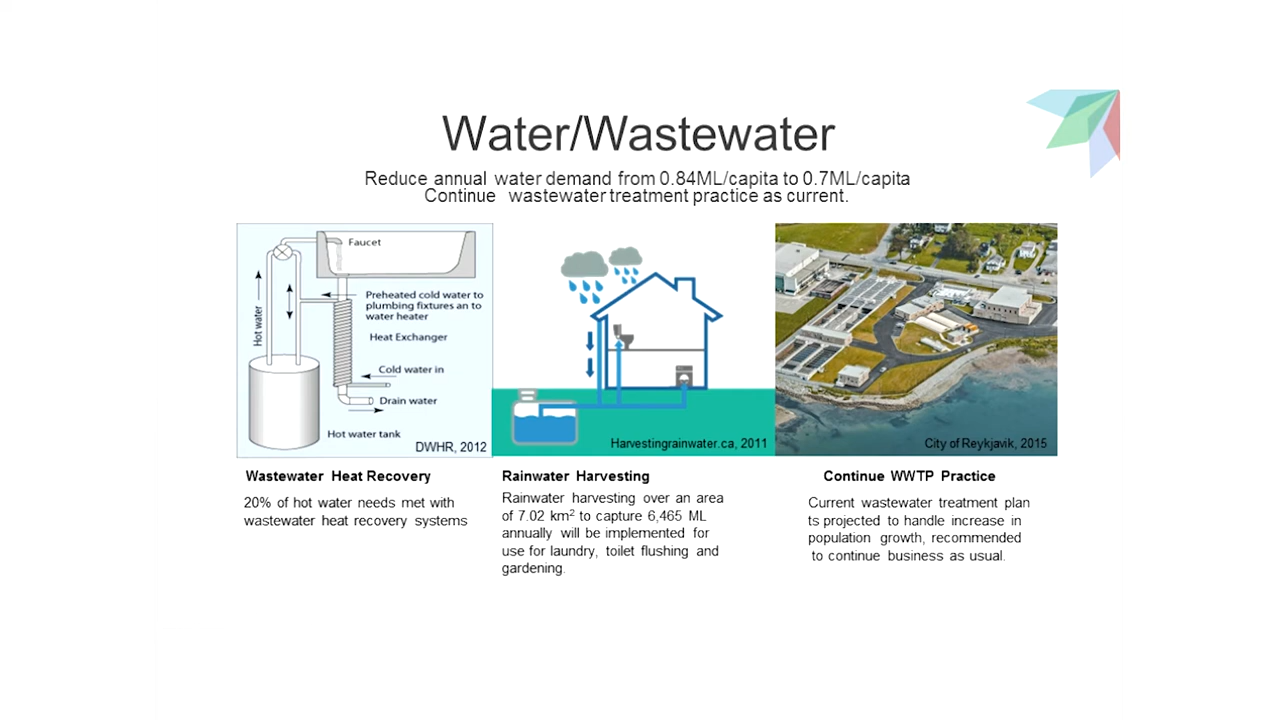 Water/Wastewater
Reduce annual water demand from 0.84ML/capita to 0.7ML/capita
Continue wastewater treatment practice as current.
Faucet
Preheated cold water to
plumbing fixtures an to
water heater
Hot water
Heat Exchanger
Cold water in
Drain water
Hot water tank
DWHR, 2012
Harvestingrainwater.ca, 2011
City of Reykjavik, 2015
Wastewater Heat Recovery
20% of hot water needs met with
wastewater heat recovery systems
Rainwater Harvesting
Rainwater harvesting over an area
of 7.02 km² to capture 6,465 ML
annually will be implemented for
use for laundry, toilet flushing and
gardening.
Continue WWTP Practice
Current wastewater treatment plan
ts projected to handle increase in
population growth, recommended
to continue business as usual.